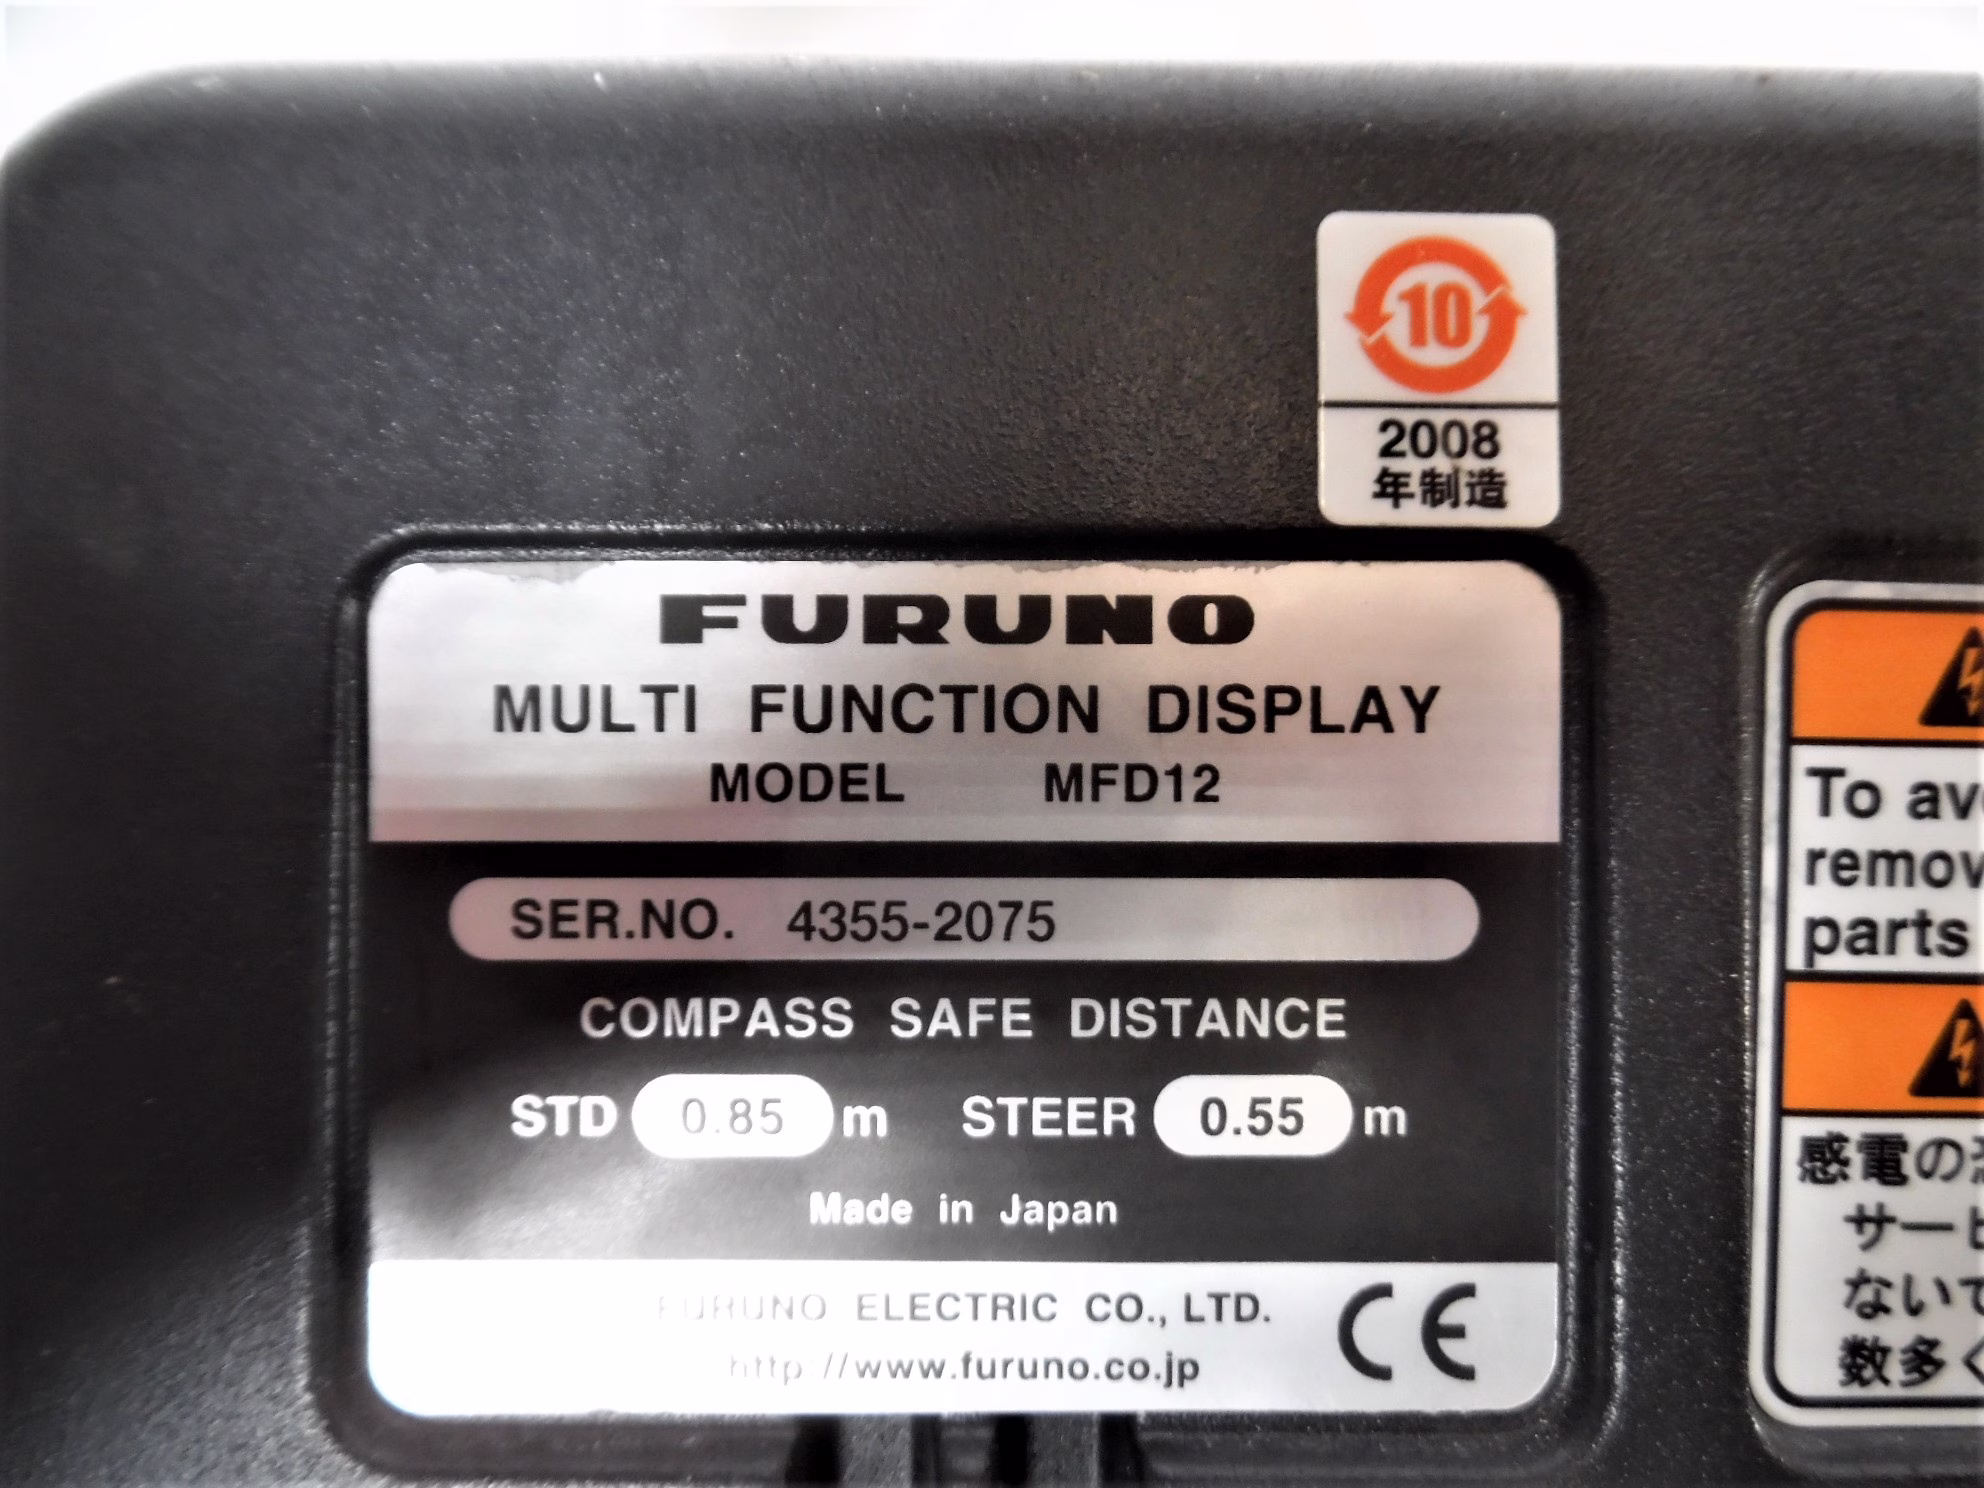 10
2008
年制造
FURUNO
MULTI FUNCTION DISPLAY
MODEL MFD12
SER.NO. 4355-2075
COMPASS SAFE DISTANCE
STD 0.85 m STEER 0.55 m
Made in Japan
FURUNO ELECTRIC CO., LTD.
http://www.furuno.co.jp
CE
To
remov
parts
感電の
サービ
ないで
数多く